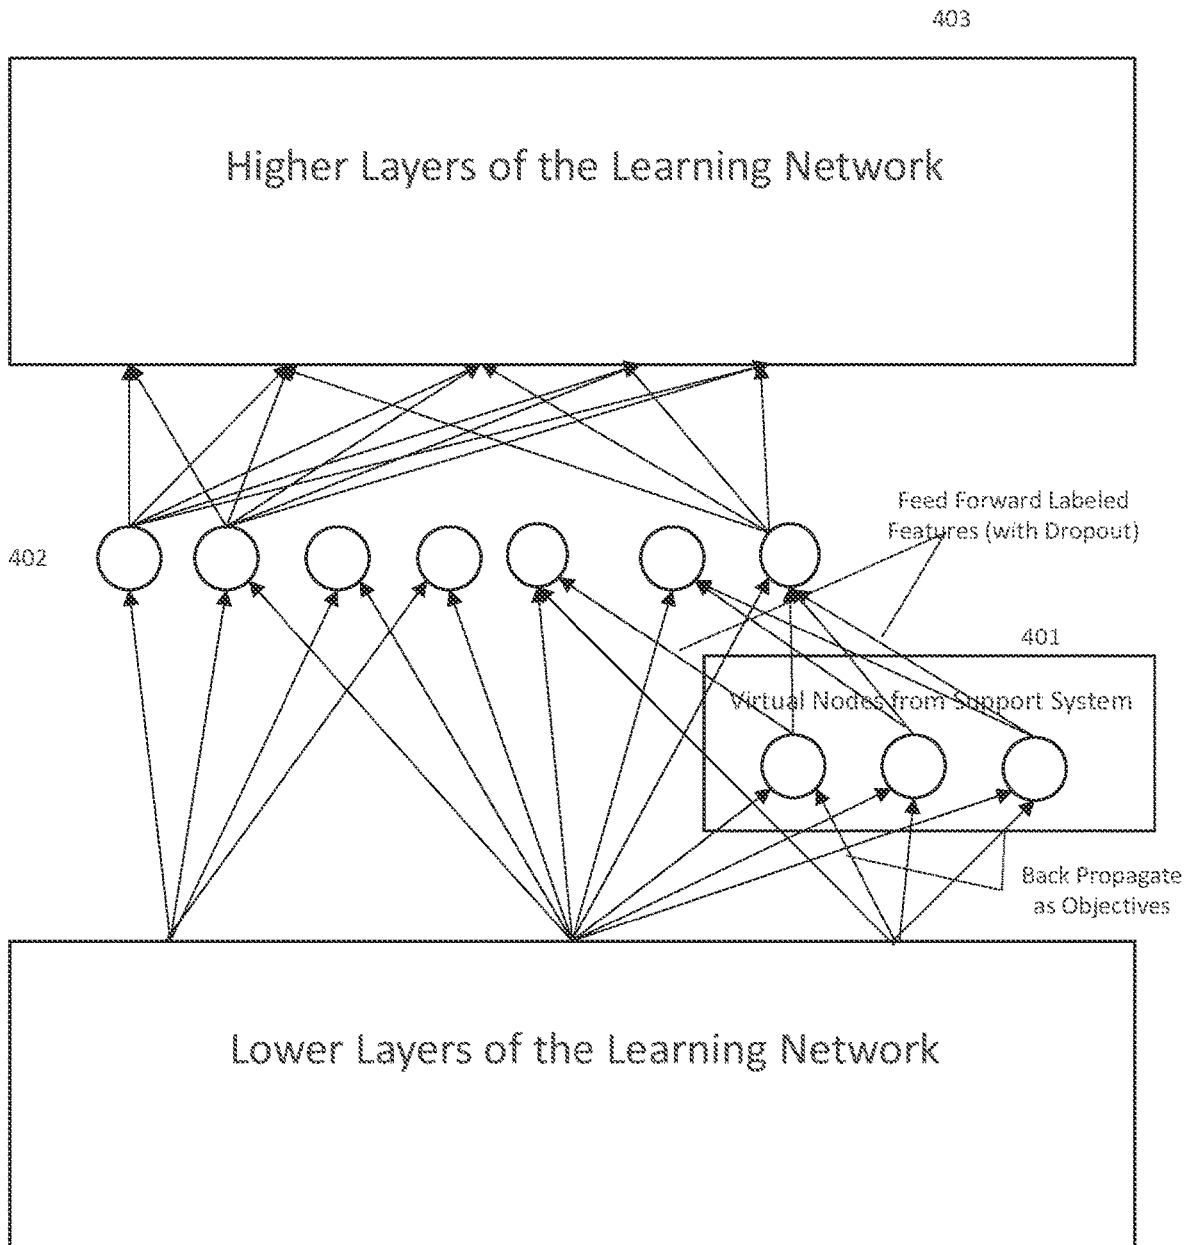 403
Higher Layers of the Learning Network
Feed Forward Labeled
Features (with Dropout)
402
401
Virtual Nodes from Support System
Back Propagate
as Objectives
Lower Layers of the Learning Network